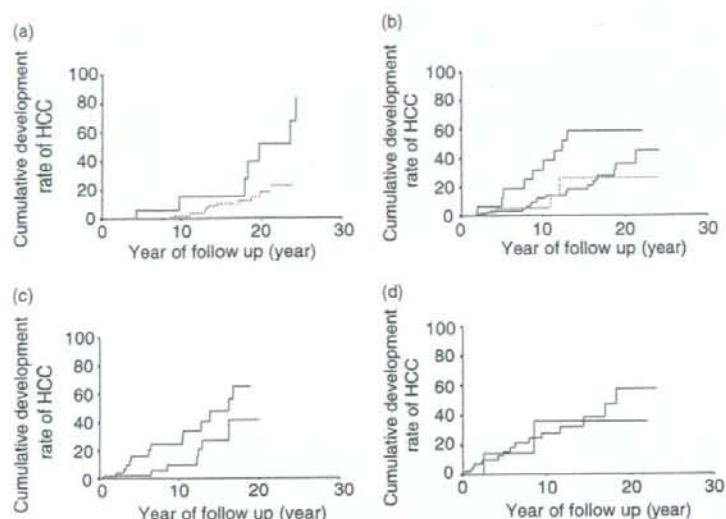 (a)
Cumulative development
rate of HCC
100
80
60
40
20
0
0 10 20 30
Year of follow up (year)
(b)
Cumulative development
rate of HCC
100
80
60
40
20
0
0 10 20 30
Year of follow up (year)
(c)
Cumulative development
rate of HCC
100
80
60
40
20
0
0 10 20 30
Year of follow up (year)
(d)
Cumulative development
rate of HCC
100
80
60
40
20
0
0 10 20 30
Year of follow up (year)